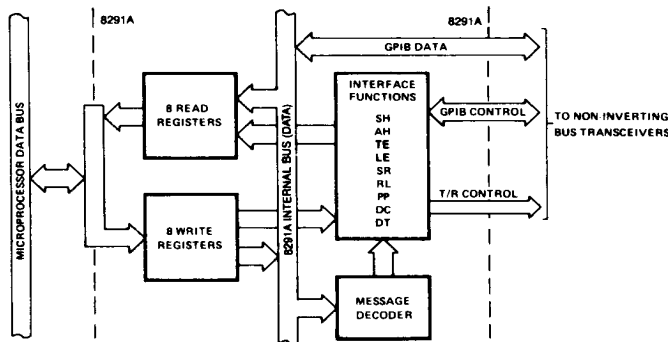 8291A
8291A
MICROPROCESSOR DATA BUS
8 READ
REGISTERS
8 WRITE
REGISTERS
8291A INTERNAL BUS (DATA)
GPIB DATA
INTERFACE
FUNCTIONS
SH
AH
TE
LE
SR
RL
PP
DC
DT
GPIB CONTROL
TO NON-INVERTING
BUS TRANSCEIVERS
T/R CONTROL
MESSAGE
DECODER